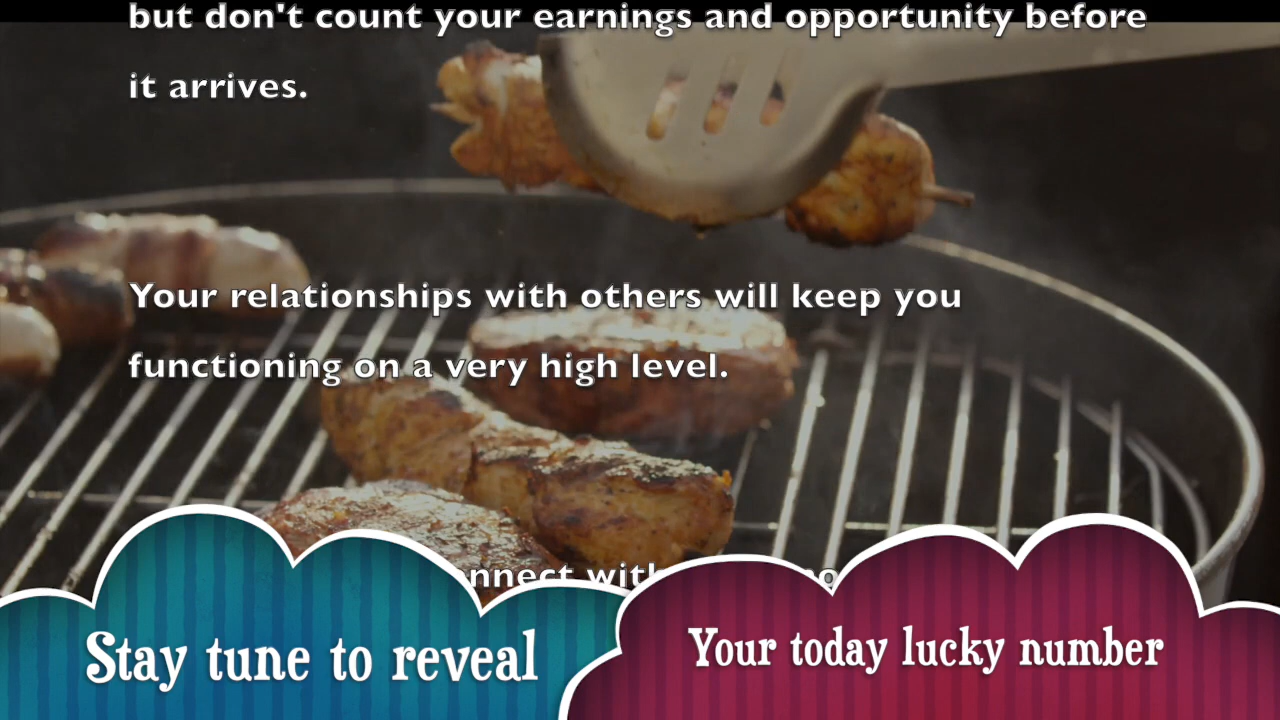 but don't count your earnings and opportunity before
it arrives.
Your relationships with others will keep you
functioning on a very high level.
Stay tune to reveal
Your today lucky number